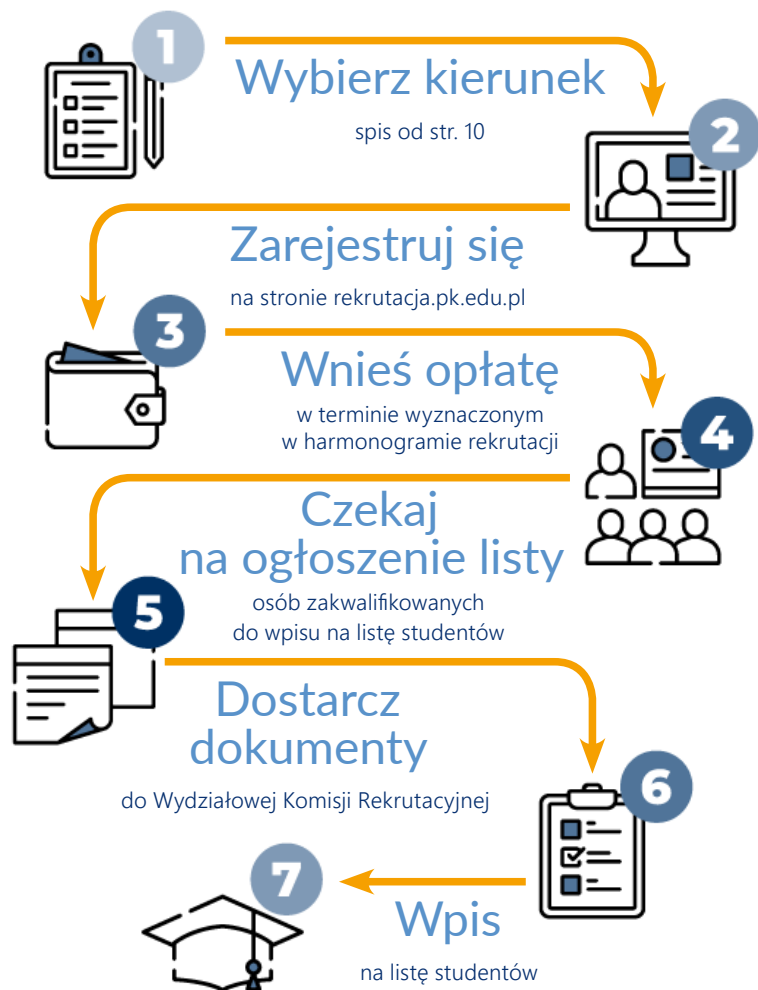 1
Wybierz kierunek
spis od str. 10
2
Zarejestruj się
na stronie rekrutacja.pk.edu.pl
3
Wnieś opłatę
w terminie wyznaczonym
w harmonogramie rekrutacji
4
Czekaj
na ogłoszenie listy
osób zakwalifikowanych
do wpisu na listę studentów
5
Dostarcz
dokumenty
do Wydziałowej Komisji Rekrutacyjnej
6
7
Wpis
na listę studentów